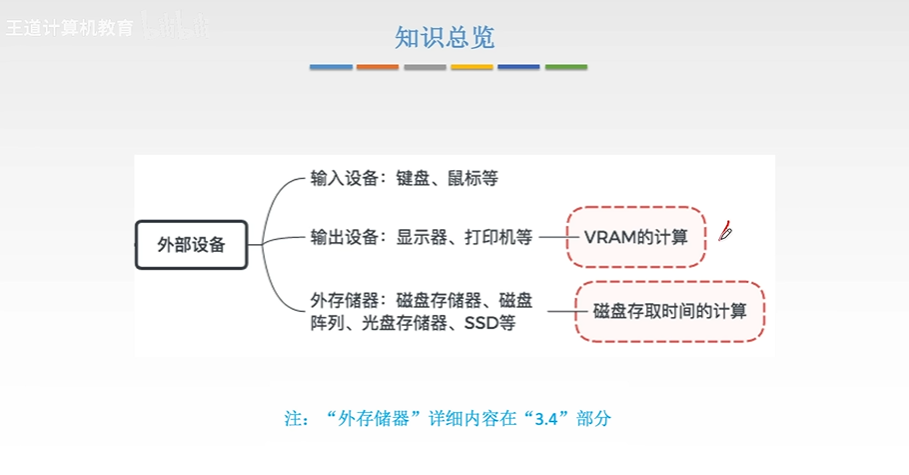 王道计算机教育
知识总览
输入设备：键盘、鼠标等
外部设备
输出设备：显示器、打印机等
VRAM的计算
外存储器：磁盘存储器、磁盘
阵列、光盘存储器、SSD等
磁盘存取时间的计算
注：“外存储器”详细内容在“3.4”部分